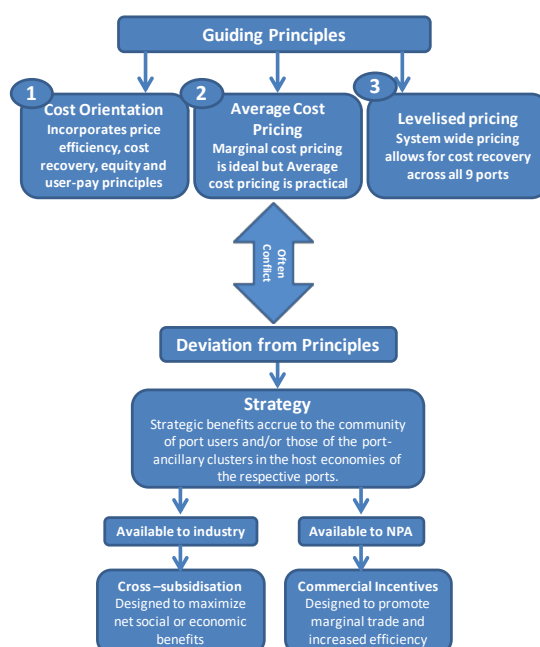 Guiding Principles
1
Cost Orientation
Incorporates price
efficiency, cost
recovery, equity and
user-pay principles
2
Average Cost
Pricing
Marginal cost pricing
is ideal but Average
cost pricing is practical
3
Levelised pricing
System wide pricing
allows for cost recovery
across all 9 ports
Often
Conflict
Deviation from Principles
Strategy
Strategic benefits accrue to the community
of port users and/or those of the port-
ancillary clusters in the host economies of
the respective ports.
Available to industry
Available to NPA
Cross –subsidisation
Designed to maximize
net social or economic
benefits
Commercial Incentives
Designed to promote
marginal trade and
increased efficiency